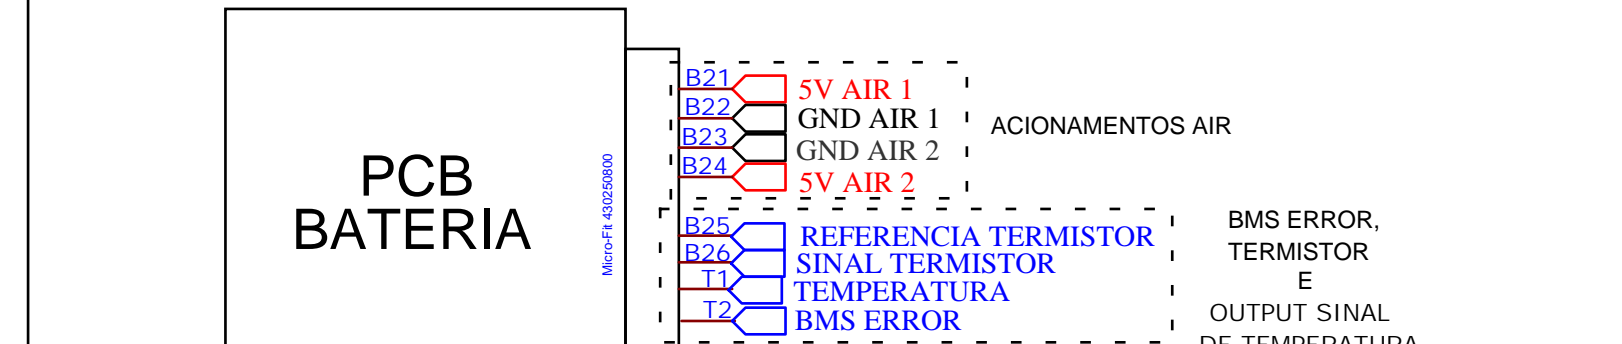 PCB
BATERIA
Micro-Fit 430250800
B21 5V AIR 1
B22 GND AIR 1
B23 GND AIR 2
B24 5V AIR 2
ACIONAMENTOS AIR
B25 REFERENCIA TERMISTOR
B26 SINAL TERMISTOR
T1 TEMPERATURA
T2 BMS ERROR
BMS ERROR,
TERMISTOR
E
OUTPUT SINAL
DE TEMPERATURA